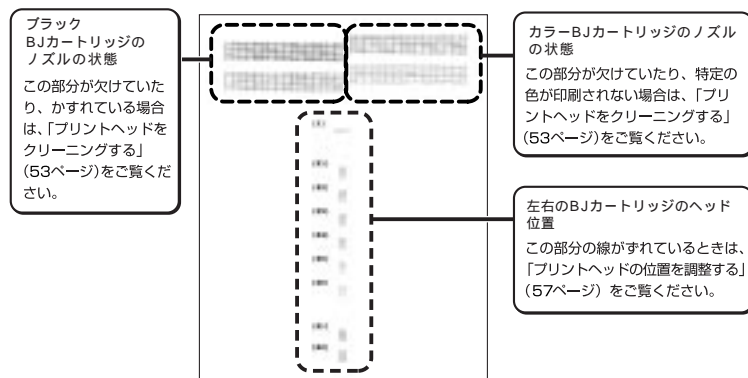 ブラック
BJカートリッジの
ノズルの状態
この部分が欠けていた
り、かすれている場合
は、「プリントヘッドを
クリーニングする」
(53ページ)をご覧くだ
さい。
カラーBJカートリッジのノズル
の状態
この部分が欠けていたり、特定の
色が印刷されない場合は、「プリ
ントヘッドをクリーニングする」
(53ページ)をご覧ください。
左右のBJカートリッジのヘッド
位置
この部分の線がずれているときは、
「プリントヘッドの位置を調整する」
(57ページ) をご覧ください。